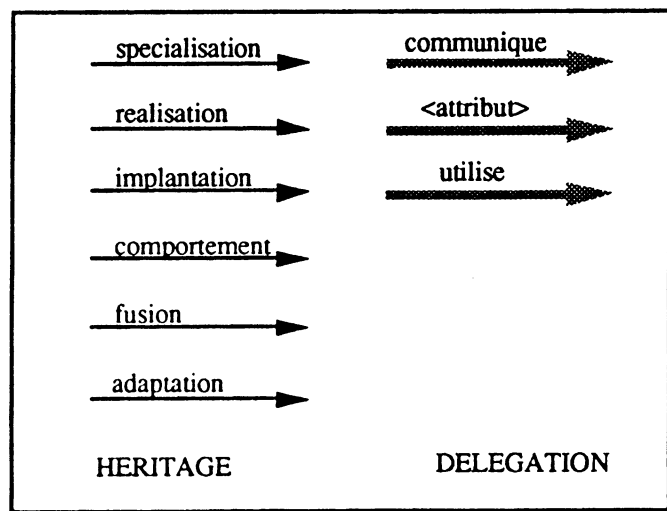 specialisation
realisation
implantation
comportement
fusion
adaptation
HERITAGE
communique
<attribut>
utilise
DELEGATION